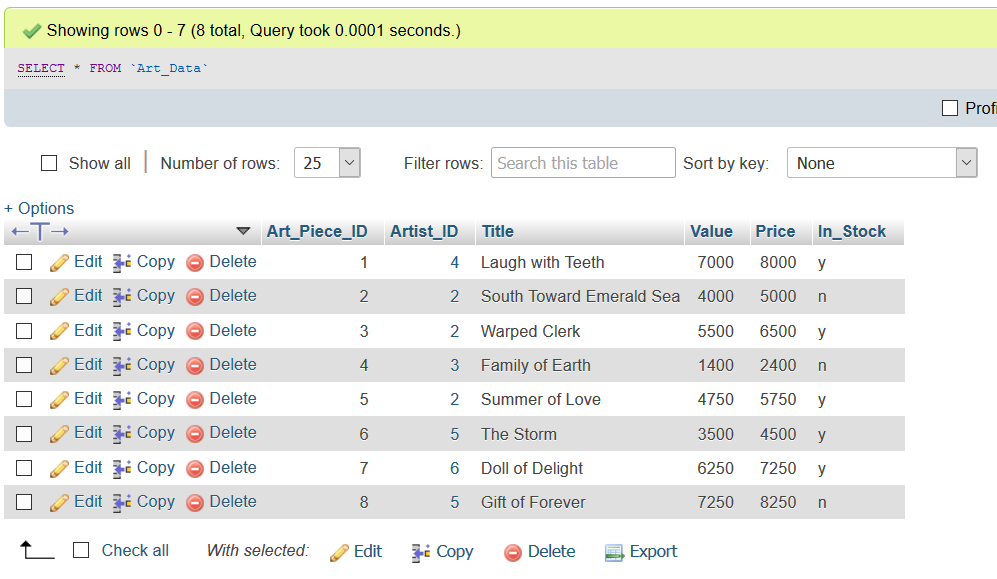 Showing rows 0 - 7 (8 total, Query took 0.0001 seconds.)
SELECT * FROM `Art_Data`
Profi
Show all Number of rows: 25 Filter rows: Search this table Sort by key: None
+ Options
Art_Piece_ID Artist_ID Title Value Price In_Stock
Edit Copy Delete 1 4 Laugh with Teeth 7000 8000 y
Edit Copy Delete 2 2 South Toward Emerald Sea 4000 5000 n
Edit Copy Delete 3 2 Warped Clerk 5500 6500 y
Edit Copy Delete 4 3 Family of Earth 1400 2400 n
Edit Copy Delete 5 2 Summer of Love 4750 5750 y
Edit Copy Delete 6 5 The Storm 3500 4500 y
Edit Copy Delete 7 6 Doll of Delight 6250 7250 y
Edit Copy Delete 8 5 Gift of Forever 7250 8250 n
Check all With selected: Edit Copy Delete Export